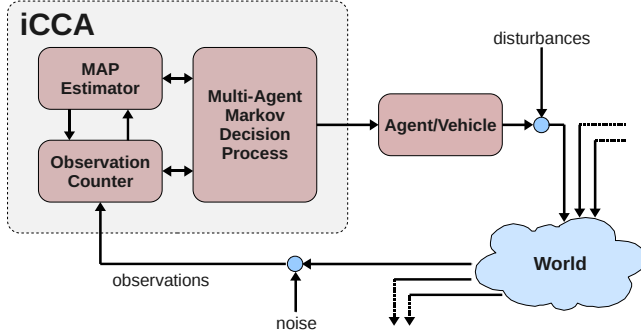 iCCA
disturbances
MAP
Estimator
Multi-Agent
Markov
Decision
Process
Agent/Vehicle
Observation
Counter
World
observations
noise